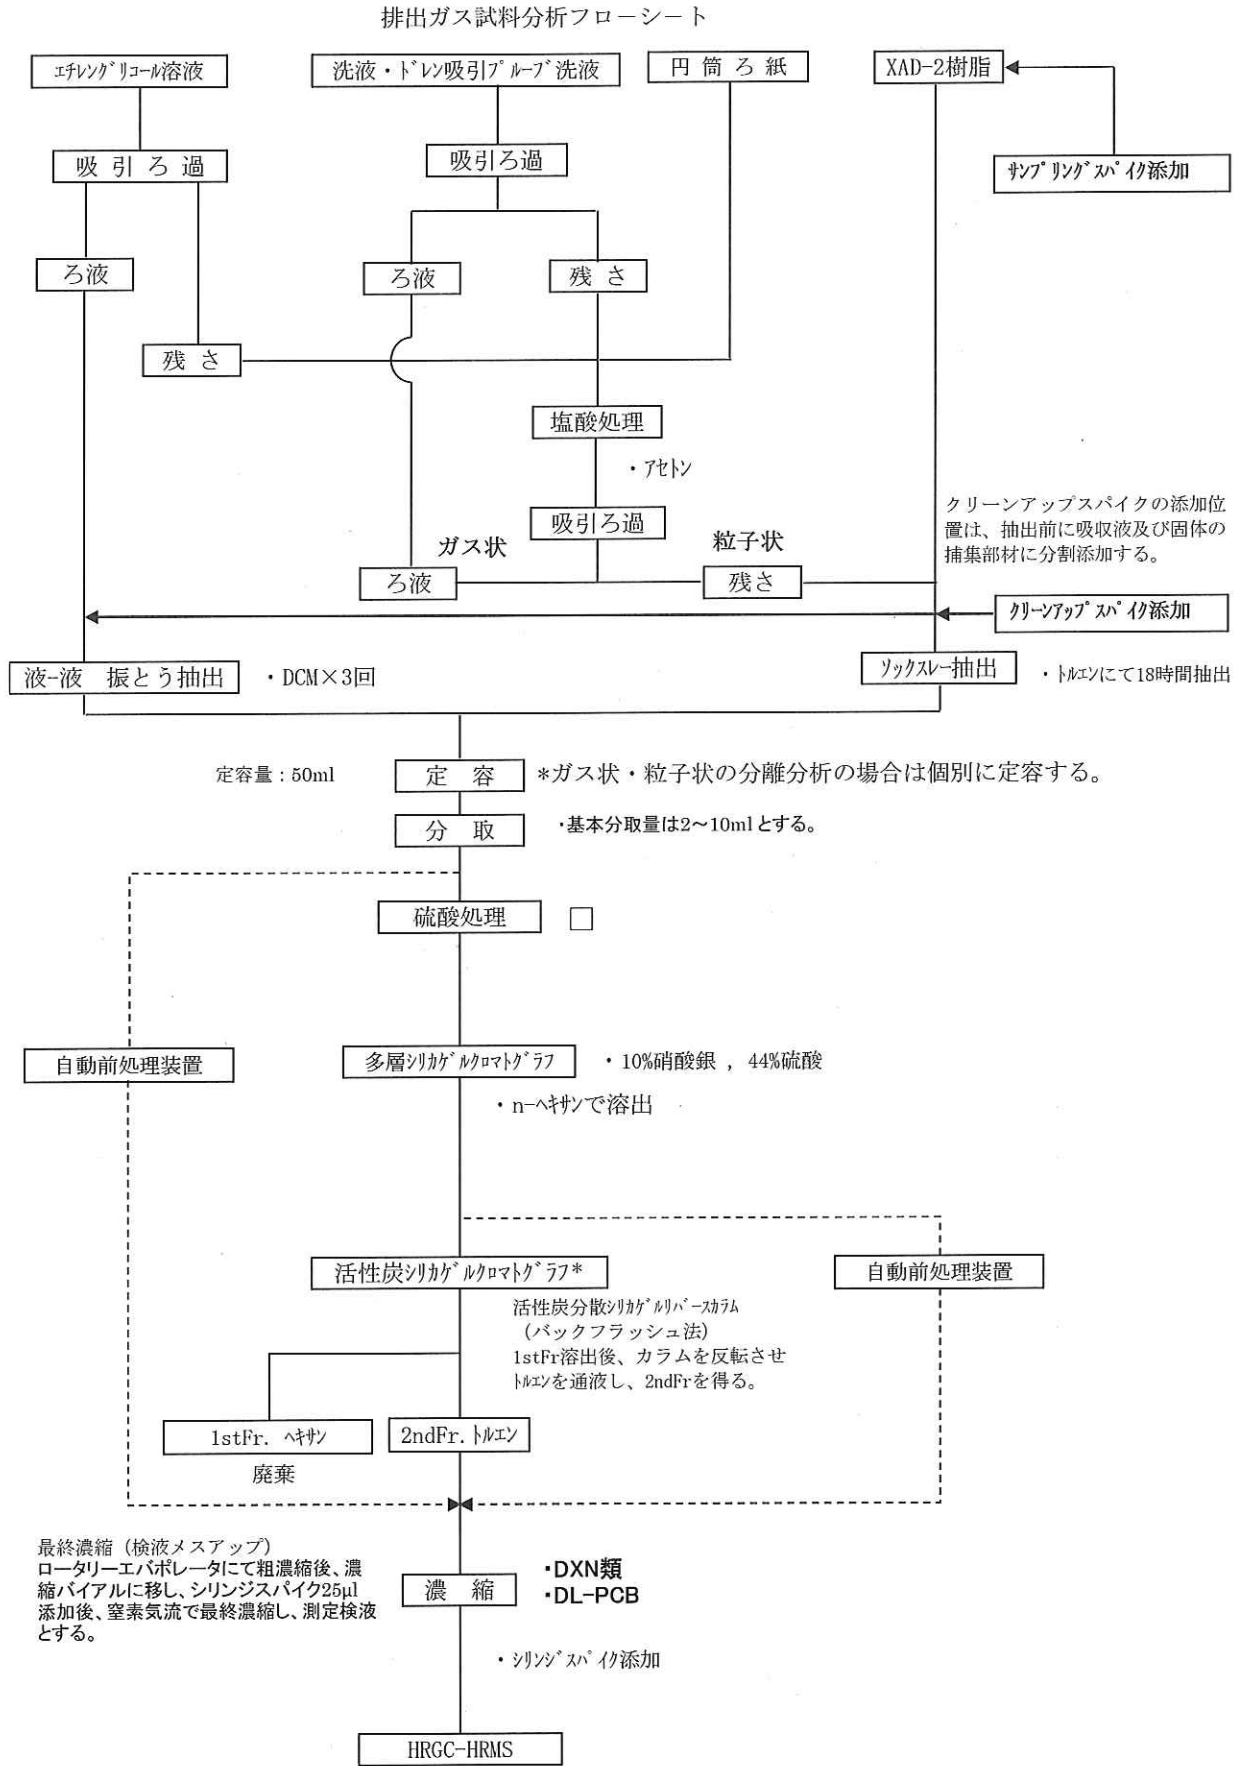 排出ガス試料分析フローシート
エチレングリコール溶液
洗液・ドレン吸引プルーブ洗液
円筒ろ紙
XAD-2樹脂
吸引ろ過
吸引ろ過
サンプリングスパイク添加
ろ液
ろ液
残さ
残さ
塩酸処理
・アセトン
クリーンアップスパイクの添加位
置は、抽出前に吸収液及び固体の
捕集部材に分割添加する。
吸引ろ過
ガス状
粒子状
ろ液
残さ
クリーンアップスパイク添加
液-液 振とう抽出
・DCM×3回
ソックスレー抽出
・トルエンにて18時間抽出
定容量：50ml
定容
*ガス状・粒子状の分離分析の場合は個別に定容する。
分取
・基本分取量は2～10mlとする。
硫酸処理 □
自動前処理装置
多層シリカゲルクロマトグラフ
・10%硝酸銀，44%硫酸
・n-ヘキサンで溶出
活性炭シリカゲルクロマトグラフ*
自動前処理装置
活性炭分散シリカゲルリバースカラム
（バックフラッシュ法）
1stFr溶出後、カラムを反転させ
トルエンを通液し、2ndFrを得る。
1stFr. ヘキサン
2ndFr.トルエン
廃棄
最終濃縮（検液メスアップ）
ロータリーエバポレータにて粗濃縮後、濃
縮バイアルに移し、シリンジスパイク25μl
添加後、窒素気流で最終濃縮し、測定検液
とする。
濃縮
・DXN類
・DL-PCB
・シリンジスパイク添加
HRGC-HRMS